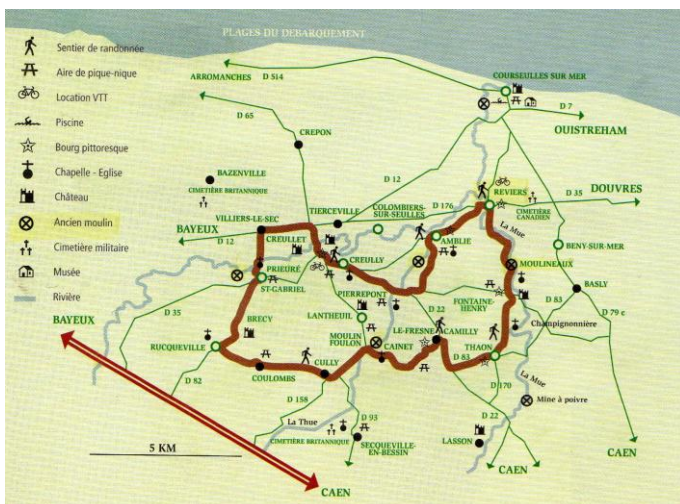 PLAGES DU DEBARQUEMENT
Sentier de randonnée
Aire de pique-nique
Location VTT
Piscine
Bourg pittoresque
Chapelle - Eglise
Château
Ancien moulin
Cimetière militaire
Musée
Rivière
ARROMANCHES
D 514
COURSEULLES SUR MER
D 7
OUISTREHAM
D 65
CREPON
BAZENVILLE
CIMETIÈRE BRITANNIQUE
D 12
REVIERS
D 35
DOUVRES
CIMETIÈRE CANADIEN
VILLIERS-LE-SEC
TIERCEVILLE
COLOMBIERS-SUR-SEULLES
D 176
BAYEUX
D 12
CREULLET
AMBLIE
La Mue
BENY-SUR-MER
PRIEURÉ
ST-GABRIEL
CREULLY
MOULINEAUX
PIERREPONT
FONTAINE-HENRY
D 83
BASLY
D 79 c
D 35
BRECY
LANTHEUIL
D 22
BAYEUX
MOULIN FOULON
LE-FRESNE
CAMILLY
Champignonnière
RUCQUEVILLE
CAINET
D 83
THAON
COULOMBS
CULLY
D 170
La Mue
D 82
D 158
Mine à poivre
La Thue
D 93
D 22
5 KM
CIMETIÈRE BRITANNIQUE
SECQUEVILLE-EN-BESSIN
LASSON
CAEN
CAEN
CAEN